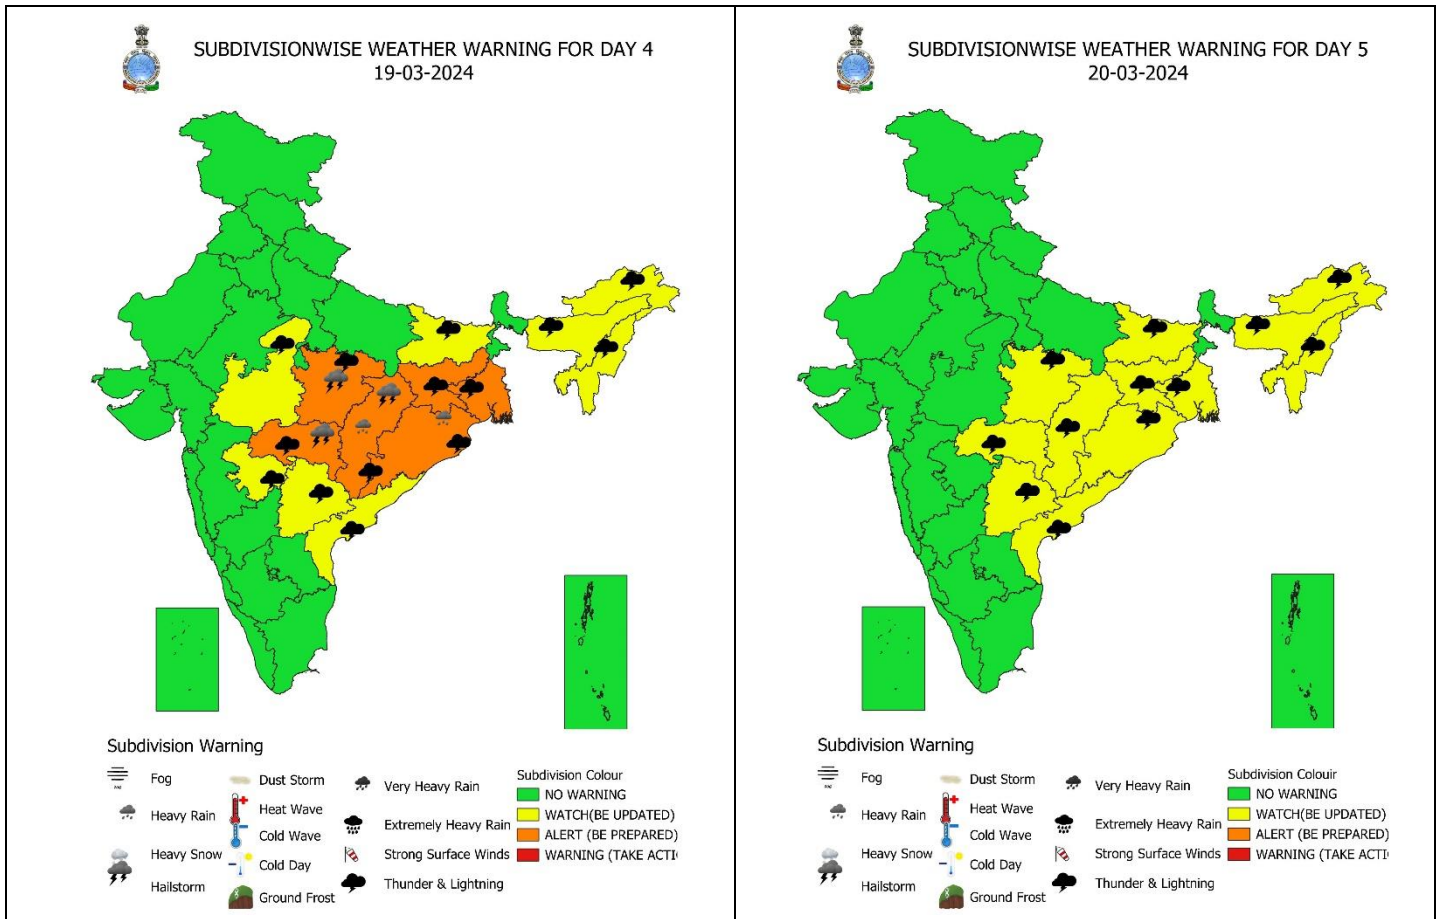 SUBDIVISIONWISE WEATHER WARNING FOR DAY 4
19-03-2024
Subdivision Warning
Fog
Heavy Rain
Heavy Snow
Hailstorm
Dust Storm
Heat Wave
Cold Wave
Cold Day
Ground Frost
Very Heavy Rain
Extremely Heavy Rain
Strong Surface Winds
Thunder & Lightning
Subdivision Colour
NO WARNING
WATCH(BE UPDATED)
ALERT (BE PREPARED)
WARNING (TAKE ACTI
SUBDIVISIONWISE WEATHER WARNING FOR DAY 5
20-03-2024
Subdivision Warning
Fog
Heavy Rain
Heavy Snow
Hailstorm
Dust Storm
Heat Wave
Cold Wave
Cold Day
Ground Frost
Very Heavy Rain
Extremely Heavy Rain
Strong Surface Winds
Thunder & Lightning
Subdivision Colouir
NO WARNING
WATCH(BE UPDATED)
ALERT (BE PREPARED)
WARNING (TAKE ACTI